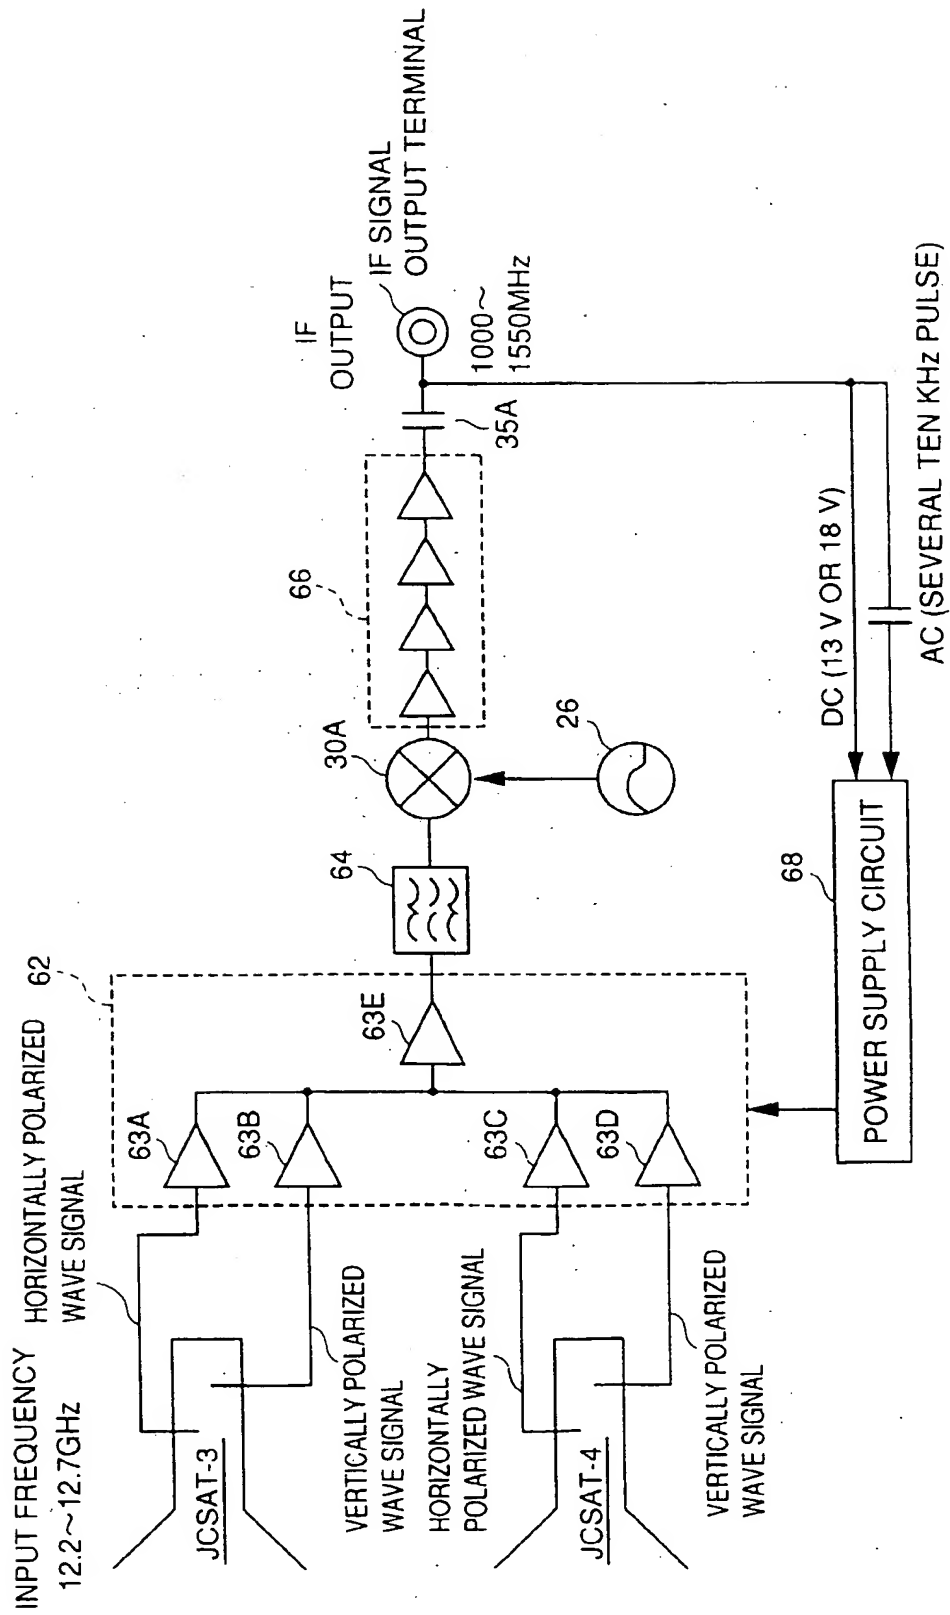 INPUT FREQUENCY
12.2～12.7GHz
HORIZONTALLY POLARIZED
WAVE SIGNAL
JCSAT-3
VERTICALLY POLARIZED
WAVE SIGNAL
HORIZONTALLY
POLARIZED WAVE SIGNAL
JCSAT-4
VERTICALLY POLARIZED
WAVE SIGNAL
62
63A
63B
63C
63D
63E
64
30A
26
66
35A
IF
OUTPUT
IF SIGNAL
OUTPUT TERMINAL
1000～
1550MHz
DC (13 V OR 18 V)
AC (SEVERAL TEN KHz PULSE)
68
POWER SUPPLY CIRCUIT